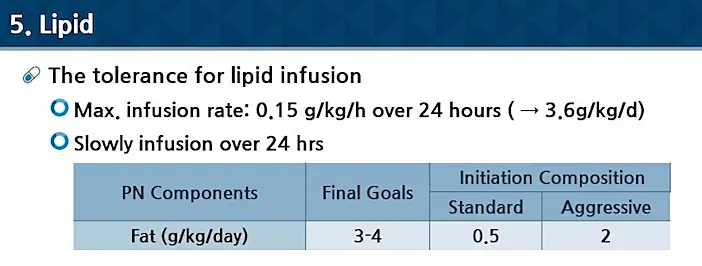 5. Lipid
The tolerance for lipid infusion
Max. infusion rate: 0.15 g/kg/h over 24 hours ( → 3.6g/kg/d)
Slowly infusion over 24 hrs
PN Components Final Goals Initiation Composition
Standard Aggressive
Fat (g/kg/day) 3-4 0.5 2